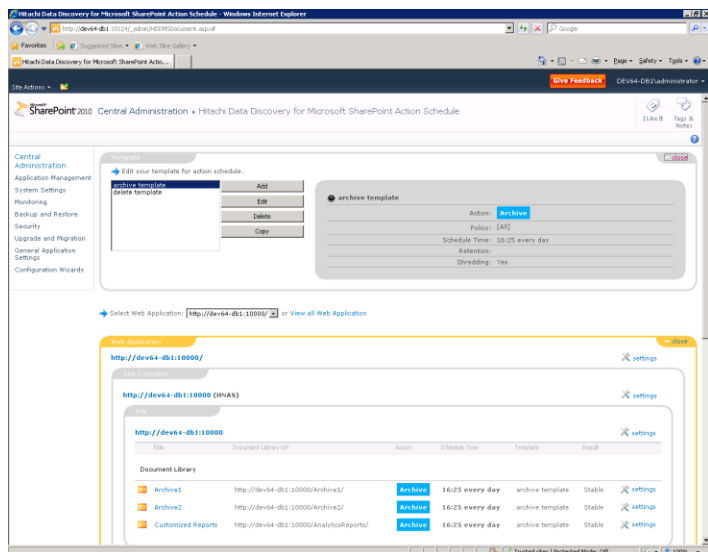 Hitachi Data Discovery for Microsoft SharePoint Action Schedule - Windows Internet Explorer
http://dev64-db1:10124/_admin/HDDMSDocument.aspx#
Google
Favorites Suggested Sites Web Slice Gallery
Hitachi Data Discovery for Microsoft SharePoint Actio...
Page Safety Tools
Give Feedback DEV64-DB1\administrator
Site Actions
Microsoft
SharePoint 2010 Central Administration Hitachi Data Discovery for Microsoft SharePoint Action Schedule
I Like It Tags & Notes
Central Administration
Application Management
System Settings
Monitoring
Backup and Restore
Security
Upgrade and Migration
General Application Settings
Configuration Wizards
Template close
Edit your template for action schedule.
archive template
delete template
Add
Edit
Delete
Copy
archive template
Action: Archive
Policy: [All]
Schedule Time: 16:25 every day
Retention:
Shredding: Yes
Select Web Application: http://dev64-db1:10000/ or View all Web Application
Web Application close
http://dev64-db1:10000/ settings
Site Collection
http://dev64-db1:10000 (HNAS) settings
Site
http://dev64-db1:10000 settings
Title Document Library Url Action Schedule Time Template Result
Document Library
Archive1 http://dev64-db1:10000/Archive1/ Archive 16:25 every day archive template Stable settings
Archive2 http://dev64-db1:10000/Archive2/ Archive 16:25 every day archive template Stable settings
Customized Reports http://dev64-db1:10000/AnalyticsReports/ Archive 16:25 every day archive template Stable settings
Trusted sites | Protected Mode: Off 100%